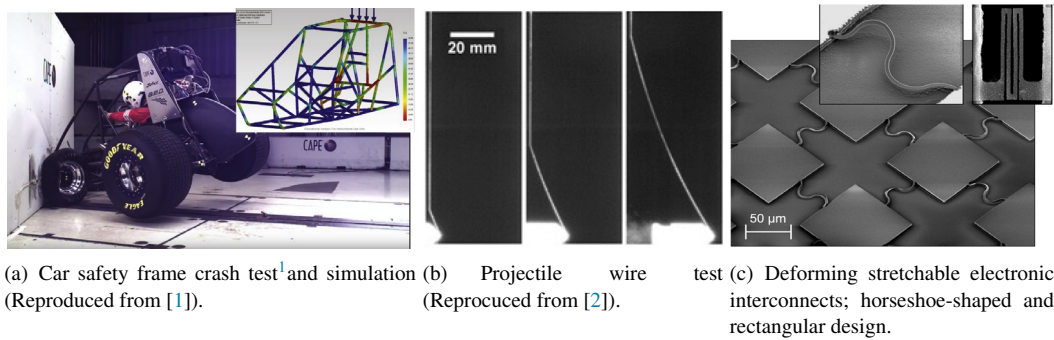 CAPE
CAPE
GOODYEAR
EAGLE
20 mm
50 µm
(a) Car safety frame crash test¹and simulation
(Reproduced from [1]).
(b) Projectile wire test
(Reprocuced from [2]).
(c) Deforming stretchable electronic
interconnects; horseshoe-shaped and
rectangular design.